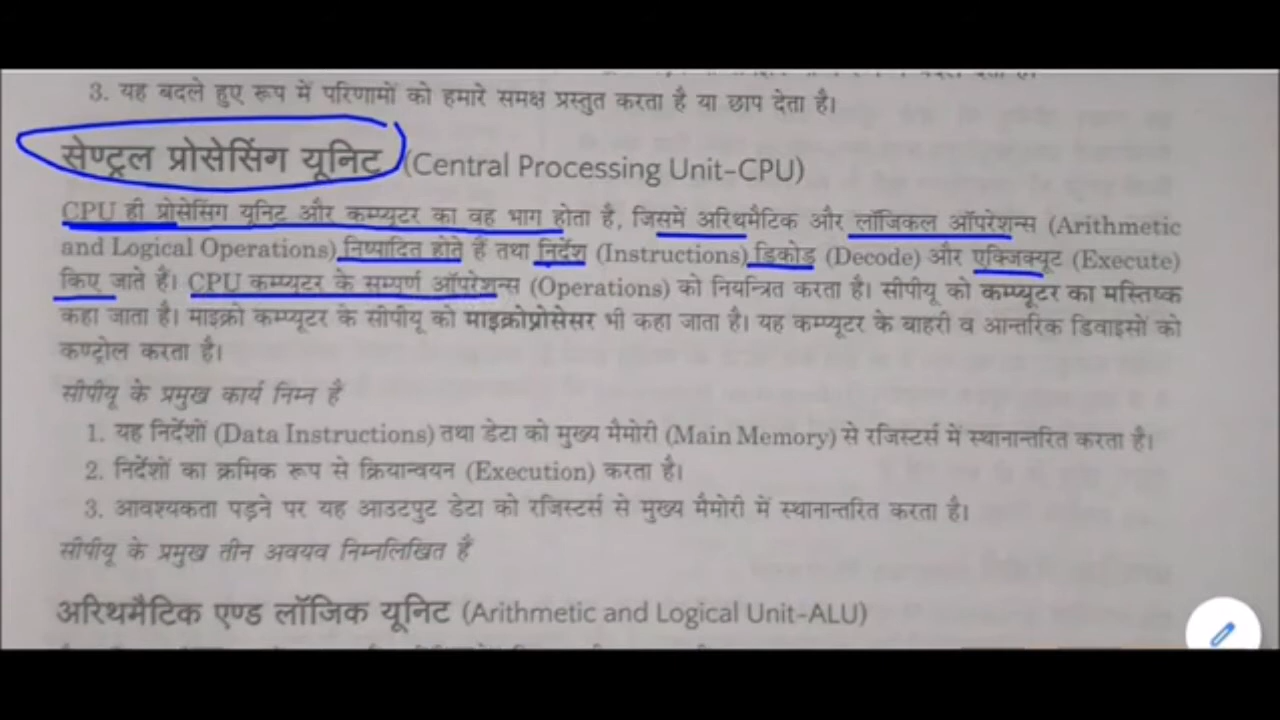 3. यह बदले हुए रूप में परिणामों को हमारे समक्ष प्रस्तुत करता है या छाप देता है।
सेण्ट्रल प्रोसेसिंग यूनिट (Central Processing Unit-CPU)
CPU ही प्रोसेसिंग यूनिट और कम्प्यूटर का वह भाग होता है, जिसमें अरिथमैटिक और लॉजिकल ऑपरेशन्स (Arithmetic
and Logical Operations) निष्पादित होते हैं तथा निर्देश (Instructions) डिकोड (Decode) और एक्जिक्यूट (Execute)
किए जाते हैं। CPU कम्प्यूटर के सम्पूर्ण ऑपरेशन्स (Operations) को नियन्त्रित करता है। सीपीयू को कम्प्यूटर का मस्तिष्क
कहा जाता है। माइक्रो कम्प्यूटर के सीपीयू को माइक्रोप्रोसेसर भी कहा जाता है। यह कम्प्यूटर के बाहरी व आन्तरिक डिवाइसों को
कण्ट्रोल करता है।
सीपीयू के प्रमुख कार्य निम्न हैं
1. यह निर्देशों (Data Instructions) तथा डेटा को मुख्य मैमोरी (Main Memory) से रजिस्टर्स में स्थानान्तरित करता है।
2. निर्देशों का क्रमिक रूप से क्रियान्वयन (Execution) करता है।
3. आवश्यकता पड़ने पर यह आउटपुट डेटा को रजिस्टर्स से मुख्य मैमोरी में स्थानान्तरित करता है।
सीपीयू के प्रमुख तीन अवयव निम्नलिखित हैं
अरिथमैटिक एण्ड लॉजिक यूनिट (Arithmetic and Logical Unit-ALU)